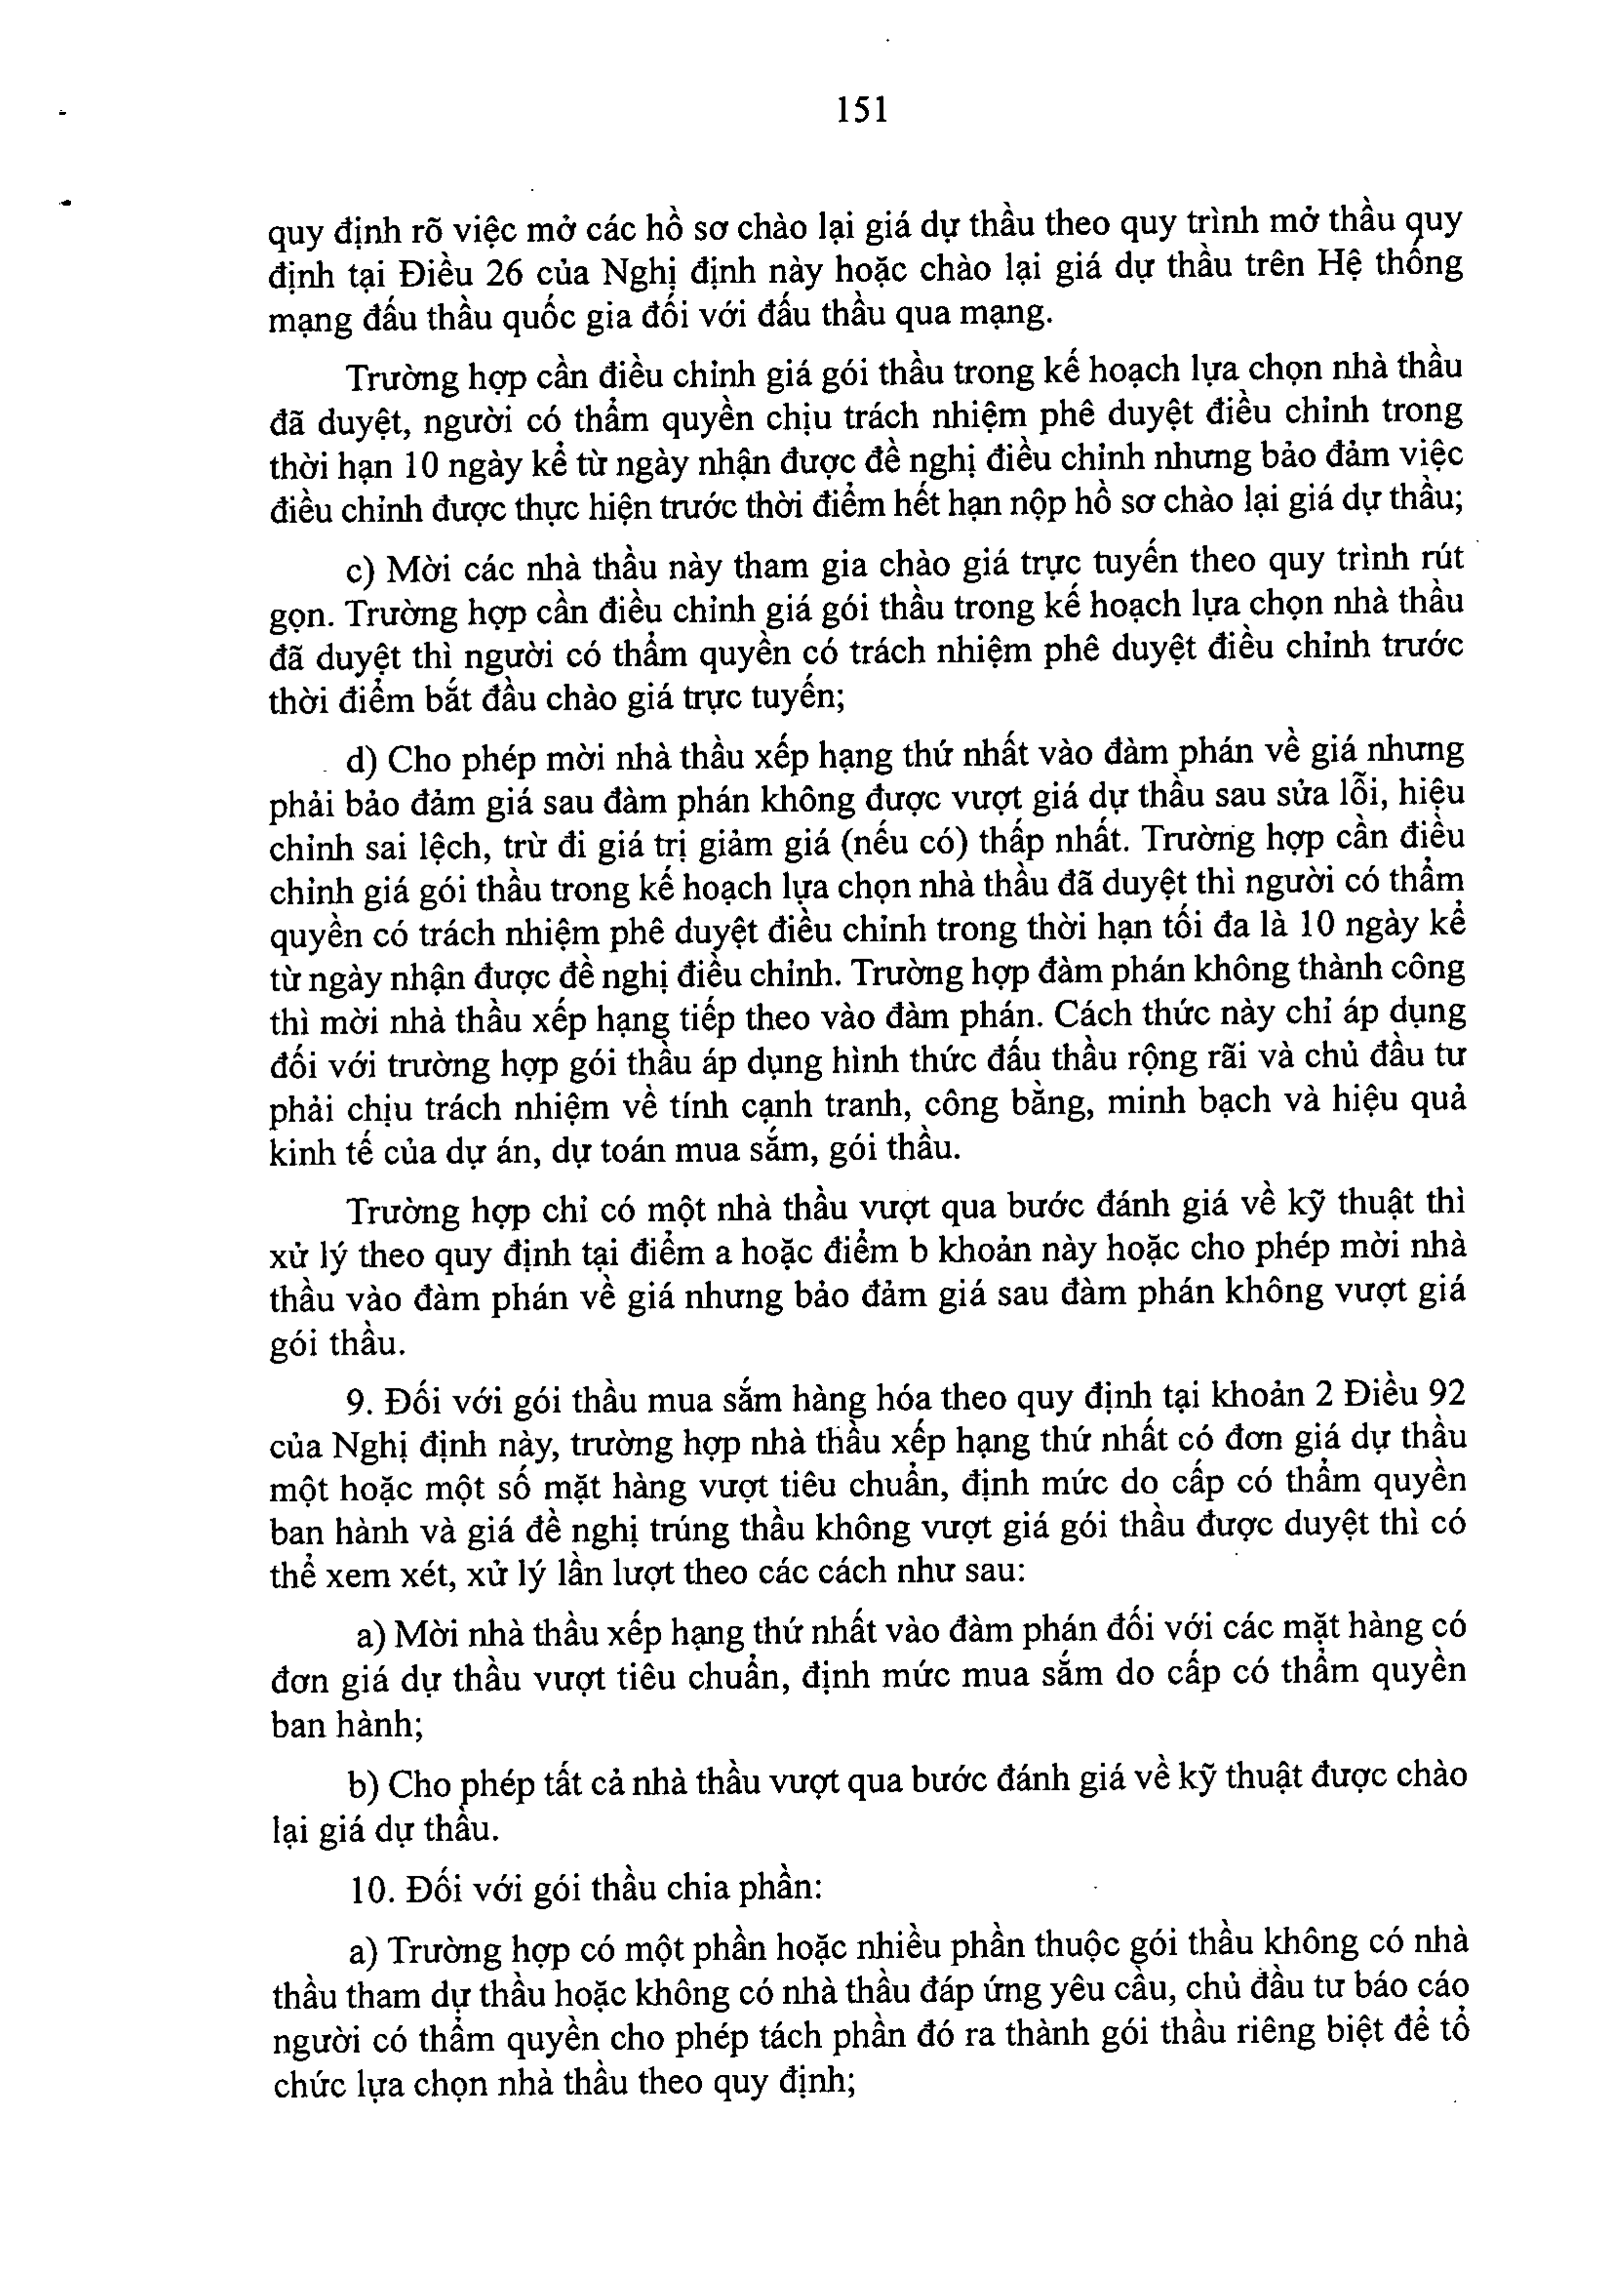 151
quy định rõ việc mở các hồ sơ chào lại giá dự thầu theo quy trình mở thầu quy
định tại Điều 26 của Nghị định này hoặc chào lại giá dự thầu trên Hệ thống
mạng đấu thầu quốc gia đối với đấu thầu qua mạng.
Trường hợp cần điều chỉnh giá gói thầu trong kế hoạch lựa chọn nhà thầu
đã duyệt, người có thẩm quyền chịu trách nhiệm phê duyệt điều chỉnh trong
thời hạn 10 ngày kể từ ngày nhận được đề nghị điều chỉnh nhưng bảo đảm việc
điều chỉnh được thực hiện trước thời điểm hết hạn nộp hồ sơ chào lại giá dự thầu;
c) Mời các nhà thầu này tham gia chào giá trực tuyến theo quy trình rút
gọn. Trường hợp cần điều chỉnh giá gói thầu trong kế hoạch lựa chọn nhà thầu
đã duyệt thì người có thẩm quyền có trách nhiệm phê duyệt điều chỉnh trước
thời điểm bắt đầu chào giá trực tuyến;
d) Cho phép mời nhà thầu xếp hạng thứ nhất vào đàm phán về giá nhưng
phải bảo đảm giá sau đàm phán không được vượt giá dự thầu sau sửa lỗi, hiệu
chỉnh sai lệch, trừ đi giá trị giảm giá (nếu có) thấp nhất. Trường hợp cần điều
chỉnh giá gói thầu trong kế hoạch lựa chọn nhà thầu đã duyệt thì người có thẩm
quyền có trách nhiệm phê duyệt điều chỉnh trong thời hạn tối đa là 10 ngày kể
từ ngày nhận được đề nghị điều chỉnh. Trường hợp đàm phán không thành công
thì mời nhà thầu xếp hạng tiếp theo vào đàm phán. Cách thức này chỉ áp dụng
đối với trường hợp gói thầu áp dụng hình thức đấu thầu rộng rãi và chủ đầu tư
phải chịu trách nhiệm về tính cạnh tranh, công bằng, minh bạch và hiệu quả
kinh tế của dự án, dự toán mua sắm, gói thầu.
Trường hợp chỉ có một nhà thầu vượt qua bước đánh giá về kỹ thuật thì
xử lý theo quy định tại điểm a hoặc điểm b khoản này hoặc cho phép mời nhà
thầu vào đàm phán về giá nhưng bảo đảm giá sau đàm phán không vượt giá
gói thầu.
9. Đối với gói thầu mua sắm hàng hóa theo quy định tại khoản 2 Điều 92
của Nghị định này, trường hợp nhà thầu xếp hạng thứ nhất có đơn giá dự thầu
một hoặc một số mặt hàng vượt tiêu chuẩn, định mức do cấp có thẩm quyền
ban hành và giá đề nghị trúng thầu không vượt giá gói thầu được duyệt thì có
thể xem xét, xử lý lần lượt theo các cách như sau:
a) Mời nhà thầu xếp hạng thứ nhất vào đàm phán đối với các mặt hàng có
đơn giá dự thầu vượt tiêu chuẩn, định mức mua sắm do cấp có thẩm quyền
ban hành;
b) Cho phép tất cả nhà thầu vượt qua bước đánh giá về kỹ thuật được chào
lại giá dự thầu.
10. Đối với gói thầu chia phần:
a) Trường hợp có một phần hoặc nhiều phần thuộc gói thầu không có nhà
thầu tham dự thầu hoặc không có nhà thầu đáp ứng yêu cầu, chủ đầu tư báo cáo
người có thẩm quyền cho phép tách phần đó ra thành gói thầu riêng biệt để tổ
chức lựa chọn nhà thầu theo quy định;